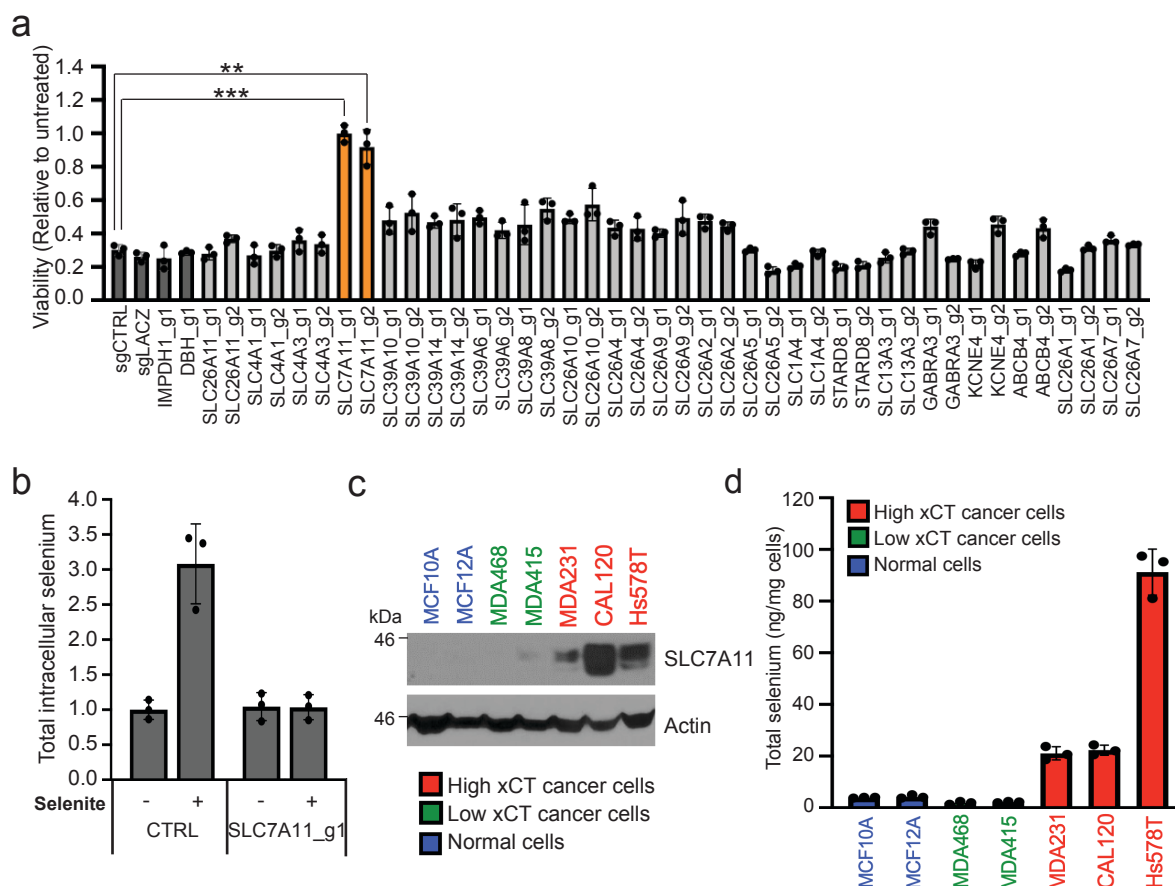 a
Viability (Relative to untreated)
1.4
1.2
1.0
0.8
0.6
0.4
0.2
0.0
**
***
sgCTRL
sgLACZ
IMPDH1_g1
DBH_g1
SLC26A11_g1
SLC26A11_g2
SLC4A1_g1
SLC4A1_g2
SLC4A3_g1
SLC4A3_g2
SLC7A11_g1
SLC7A11_g2
SLC39A10_g1
SLC39A10_g2
SLC39A14_g1
SLC39A14_g2
SLC39A6_g1
SLC39A6_g2
SLC39A8_g1
SLC39A8_g2
SLC26A10_g1
SLC26A10_g2
SLC26A4_g1
SLC26A4_g2
SLC26A9_g1
SLC26A9_g2
SLC26A2_g1
SLC26A2_g2
SLC26A5_g1
SLC26A5_g2
SLC1A4_g1
SLC1A4_g2
STARD8_g1
STARD8_g2
SLC13A3_g1
SLC13A3_g2
GABRA3_g1
GABRA3_g2
KCNE4_g1
KCNE4_g2
ABCB4_g1
ABCB4_g2
SLC26A1_g1
SLC26A1_g2
SLC26A7_g1
SLC26A7_g2
b
Total intracellular selenium
4.0
3.5
3.0
2.5
2.0
1.5
1.0
0.5
0.0
Selenite - + - +
CTRL SLC7A11_g1
c
MCF10A
MCF12A
MDA468
MDA415
MDA231
CAL120
Hs578T
kDa
46
SLC7A11
46
Actin
High xCT cancer cells
Low xCT cancer cells
Normal cells
d
Total selenium (ng/mg cells)
120
100
80
60
40
20
0
High xCT cancer cells
Low xCT cancer cells
Normal cells
MCF10A
MCF12A
MDA468
MDA415
MDA231
CAL120
Hs578T